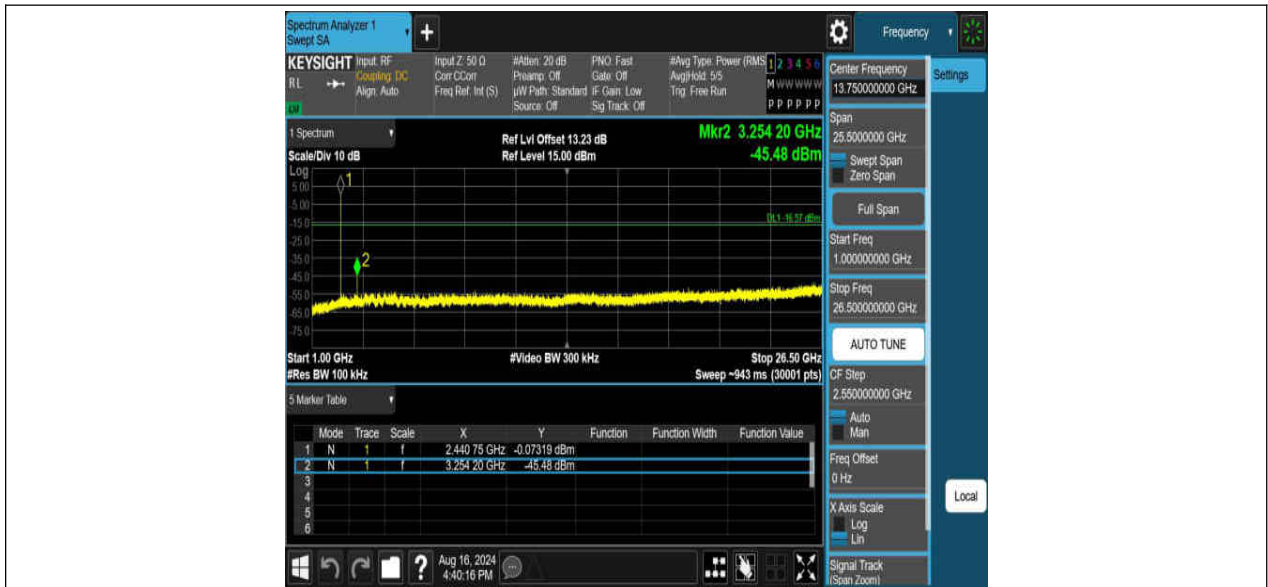 Spectrum Analyzer 1
Swept SA
+
Frequency
KEYSIGHT
RL
Input: RF
Coupling: DC
Align: Auto
Input Z: 50 Ω
Corr CCorr
Freq Ref: Int (S)
#Atten: 20 dB
Preamp: Off
µW Path: Standard
Source: Off
PNO: Fast
Gate: Off
IF Gain: Low
Sig Track: Off
#Avg Type: Power (RMS
Avg|Hold: 5/5
Trig: Free Run
1 2 3 4 5 6
M W W W W W
P P P P P P
Center Frequency
13.750000000 GHz
Settings
Span
25.5000000 GHz
Swept Span
Zero Span
Full Span
Start Freq
1.000000000 GHz
Stop Freq
26.500000000 GHz
AUTO TUNE
CF Step
2.550000000 GHz
Auto
Man
Freq Offset
0 Hz
X Axis Scale
Log
Lin
Signal Track
(Span Zoom)
Local
1 Spectrum
Scale/Div 10 dB
Ref Lvl Offset 13.23 dB
Ref Level 15.00 dBm
Mkr2 3.254 20 GHz
-45.48 dBm
Log
5.00
-5.00
-15.0
-25.0
-35.0
-45.0
-55.0
-65.0
-75.0
1
2
DL1 -16.57 dBm
Start 1.00 GHz
#Video BW 300 kHz
Stop 26.50 GHz
#Res BW 100 kHz
Sweep ~943 ms (30001 pts)
5 Marker Table
Mode Trace Scale X Y Function Function Width Function Value
1 N 1 f 2.440 75 GHz -0.07319 dBm
2 N 1 f 3.254 20 GHz -45.48 dBm
3
4
5
6
?
Aug 16, 2024
4:40:16 PM